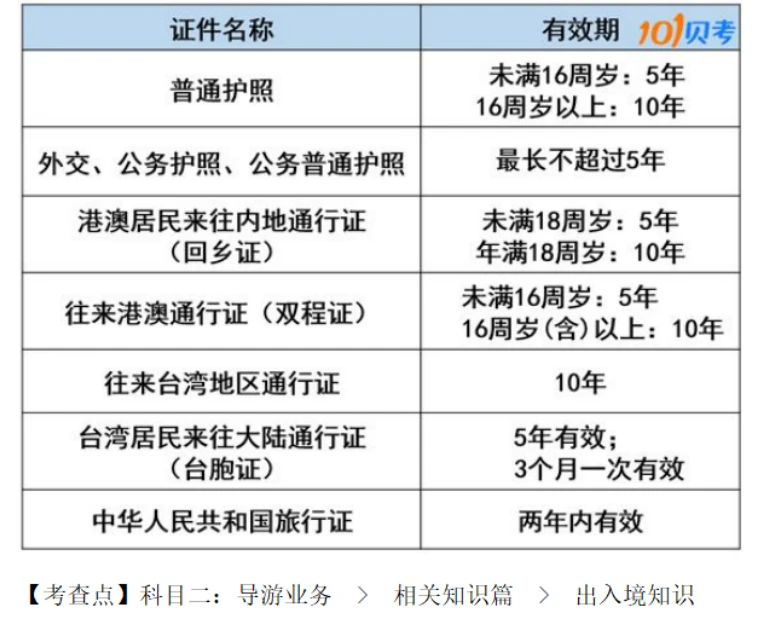 证件名称
有效期 101贝考
普通护照
未满16周岁：5年
16周岁以上：10年
外交、公务护照、公务普通护照
最长不超过5年
港澳居民来往内地通行证
（回乡证）
未满18周岁：5年
年满18周岁：10年
往来港澳通行证（双程证）
未满16周岁：5年
16周岁(含)以上：10年
往来台湾地区通行证
10年
台湾居民来往大陆通行证
（台胞证）
5年有效；
3个月一次有效
中华人民共和国旅行证
两年内有效
【考查点】科目二：导游业务 > 相关知识篇 > 出入境知识